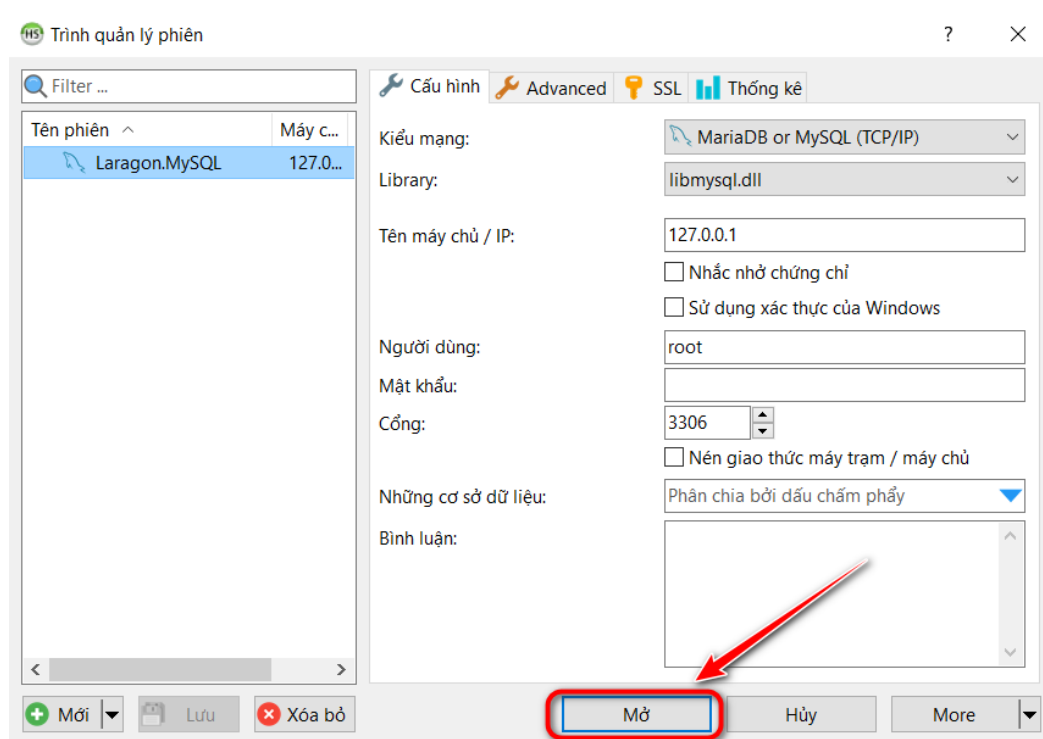 HS Trình quản lý phiên ?
Filter ...
Tên phiên Máy c...
Laragon.MySQL 127.0...
Mới Lưu Xóa bỏ
Cấu hình Advanced SSL Thống kê
Kiểu mạng: MariaDB or MySQL (TCP/IP)
Library: libmysql.dll
Tên máy chủ / IP: 127.0.0.1
Nhắc nhở chứng chỉ
Sử dụng xác thực của Windows
Người dùng: root
Mật khẩu:
Cổng: 3306
Nén giao thức máy trạm / máy chủ
Những cơ sở dữ liệu: Phân chia bởi dấu chấm phẩy
Bình luận:
Mở Hủy More